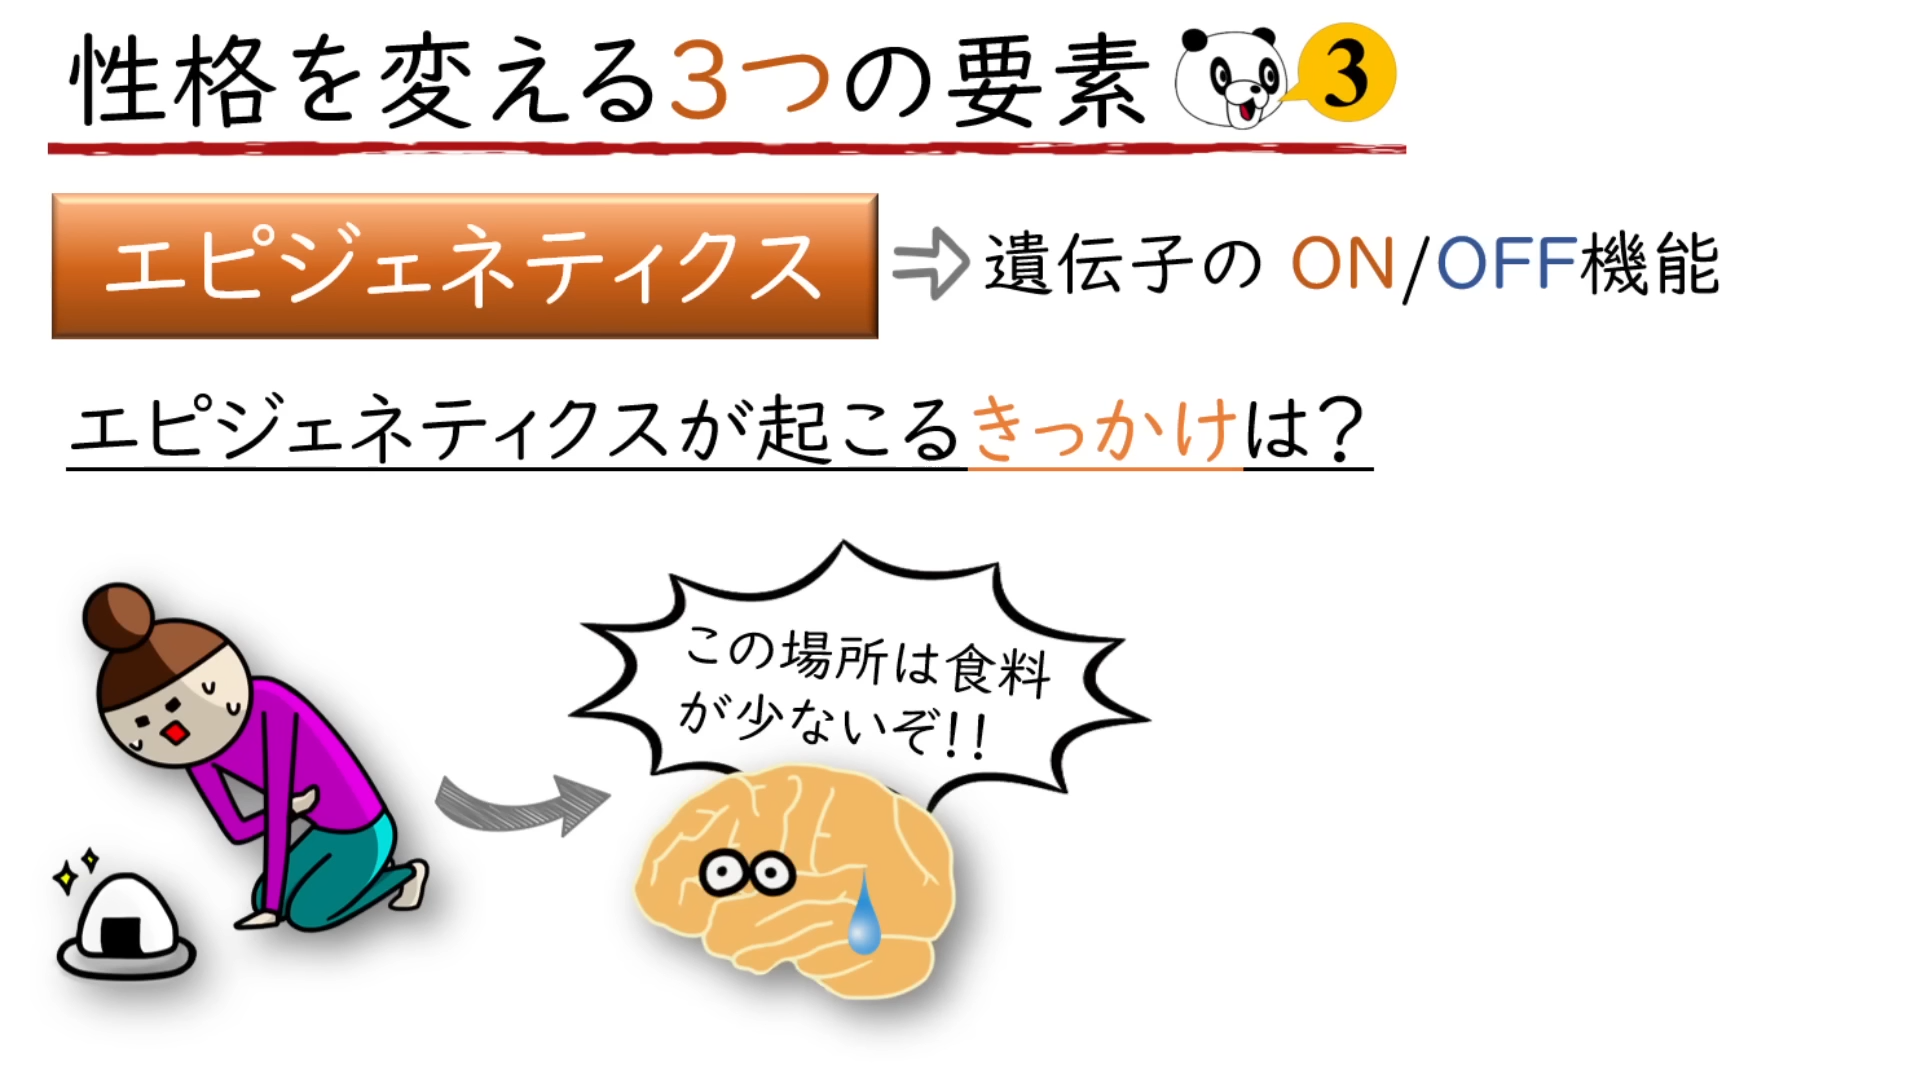 性格を変える3つの要素 3
エピジェネティクス
遺伝子の ON/OFF機能
エピジェネティクスが起こるきっかけは？
この場所は食料
が少ないぞ!!